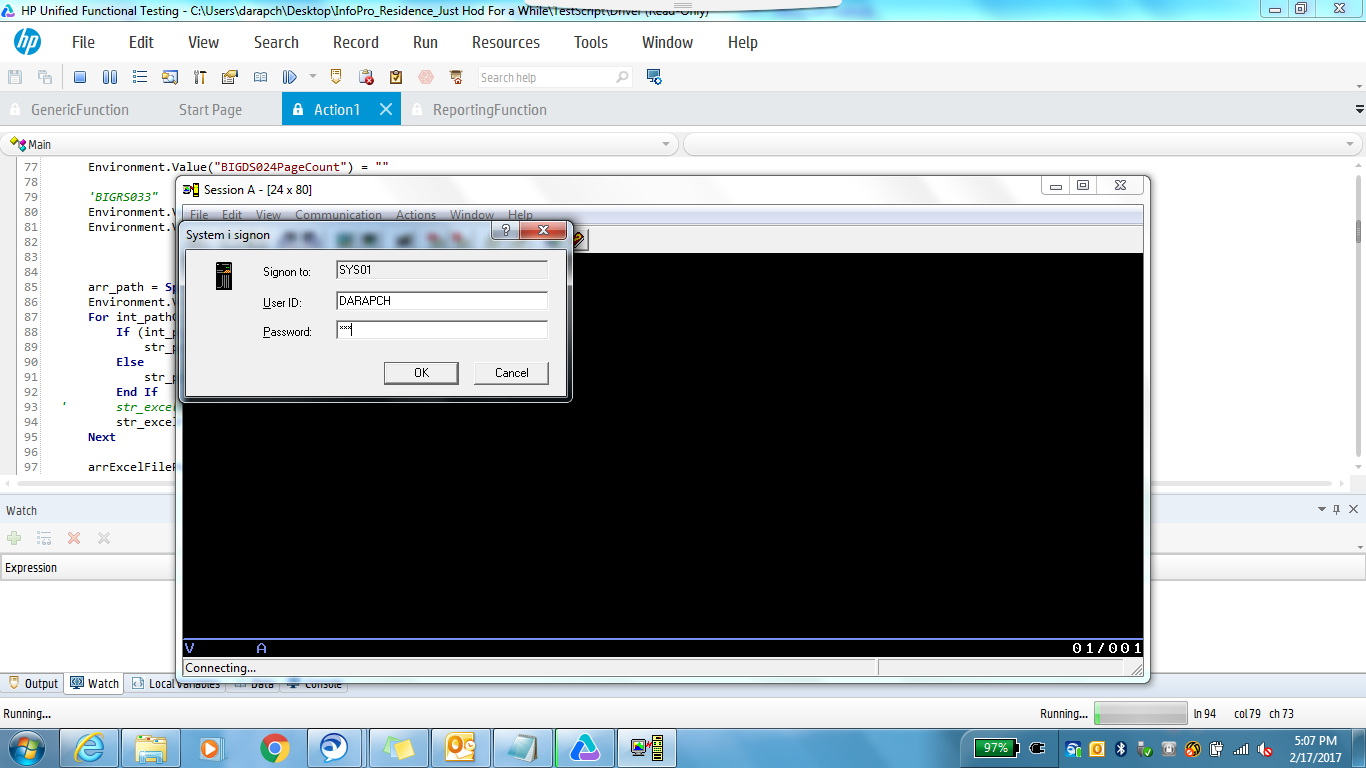 HP Unified Functional Testing - C:\Users\darapch\Desktop\InfoPro_Residence_Just Hod For a While\TestScript\Driver (Read-Only)
hp File Edit View Search Record Run Resources Tools Window Help
Search help
GenericFunction Start Page Action1 ReportingFunction
Main
77 Environment.Value("BIGDS024PageCount") = ""
78
79 'BIGRS033"
80 Environment.V
81 Environment.V
82
83
84
85 arr_path = Sp
86 Environment.V
87 For int_path
88 If (int_p
89 str_p
90 Else
91 str_p
92 End If
93 ' str_excel
94 str_excel
95 Next
96
97 arrExcelFileP
Session A - [24 x 80]
File Edit View Communication Actions Window Help
System i signon
Signon to: SYS01
User ID: DARAPCH
Password: ***
OK Cancel
V A 01/001
Connecting...
Watch
Expression
Output Watch Local Variables Data Console
Running... Running... ln 94 col 79 ch 73
97% 5:07 PM
2/17/2017